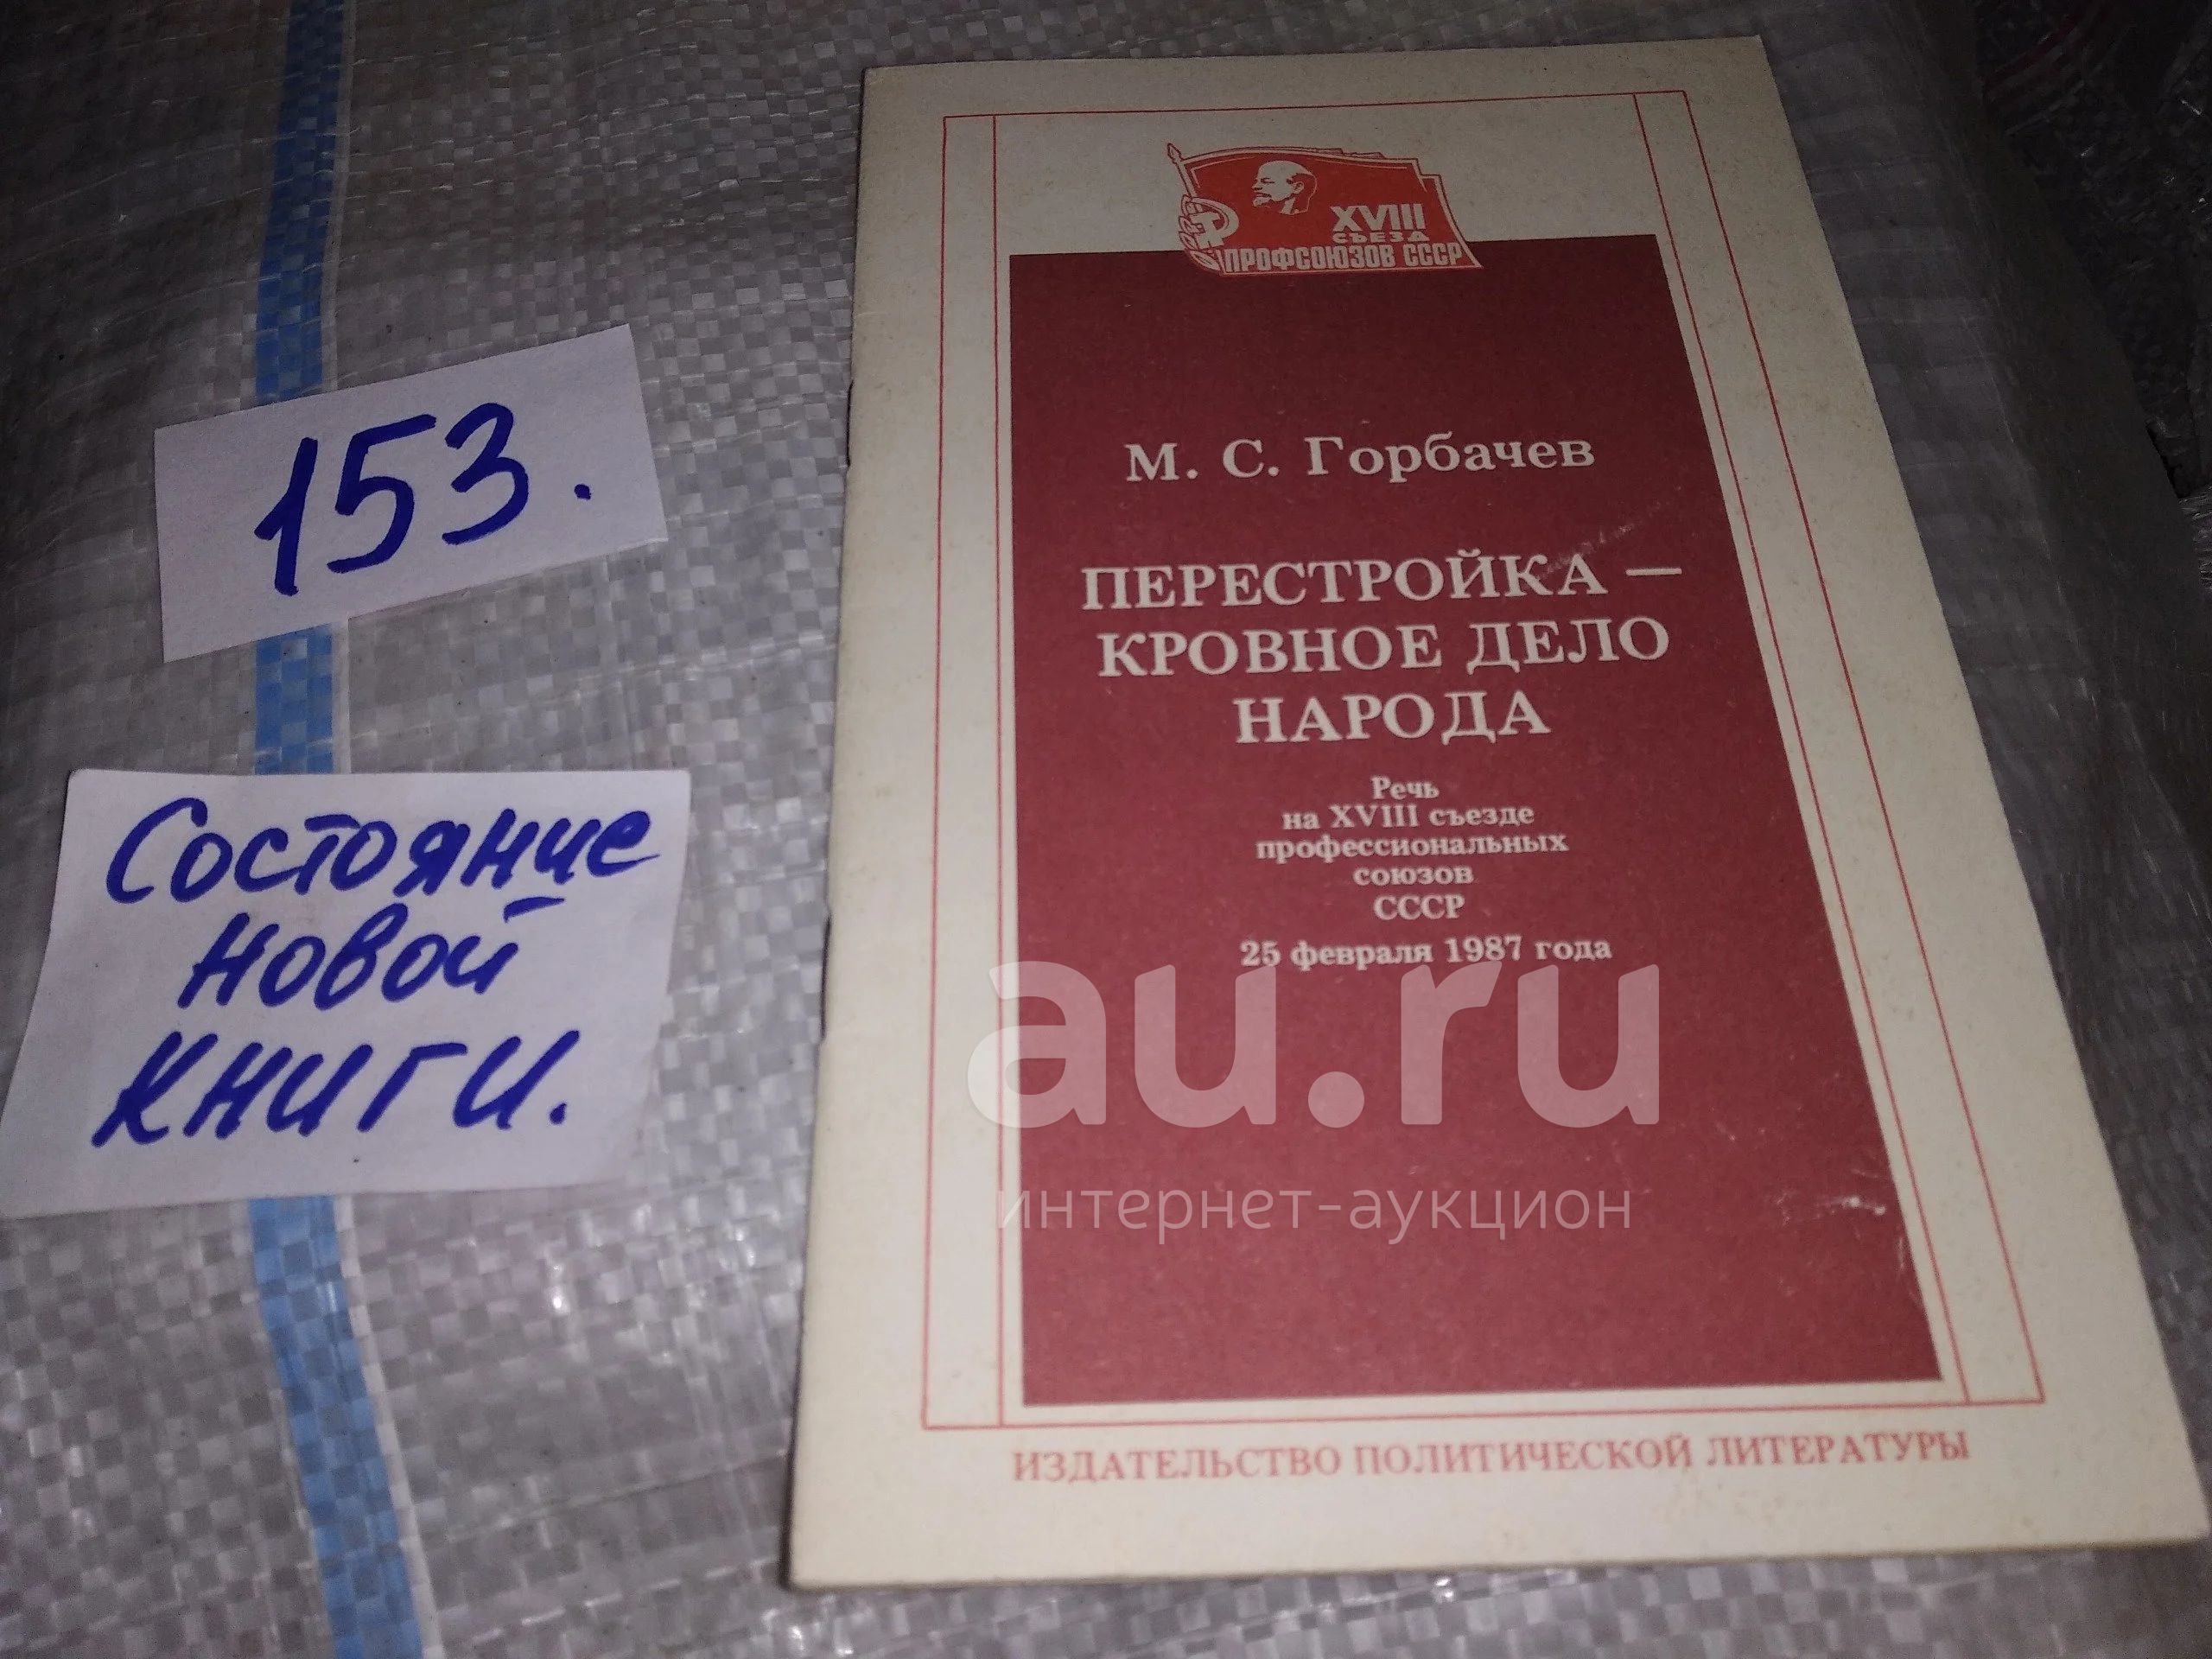 153.
Состояние
новой
книги.
XVIII
СЪЕЗД
ПРОФСОЮЗОВ СССР
М. С. Горбачев
ПЕРЕСТРОЙКА —
КРОВНОЕ ДЕЛО
НАРОДА
Речь
на XVIII съезде
профессиональных
союзов
СССР
25 февраля 1987 года
au.ru
интернет-аукцион
ИЗДАТЕЛЬСТВО ПОЛИТИЧЕСКОЙ ЛИТЕРАТУРЫ